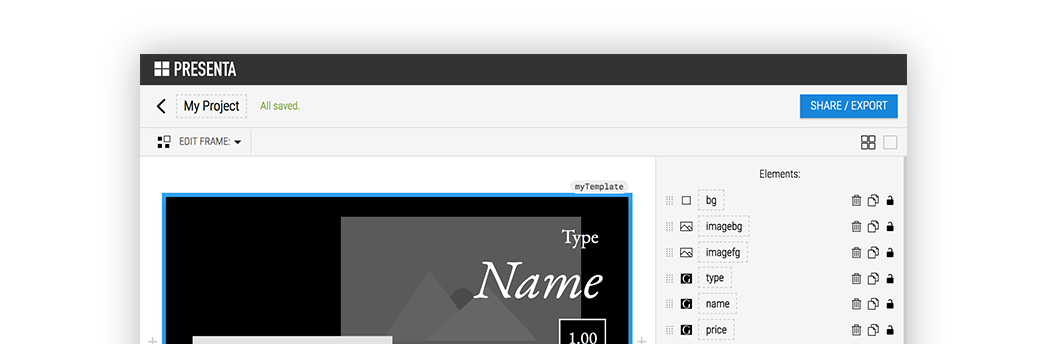 PRESENTA
My Project
All saved.
SHARE / EXPORT
EDIT FRAME:
Elements:
myTemplate
bg
imagebg
imagefg
G type
G name
G price
Type
Name
1.00